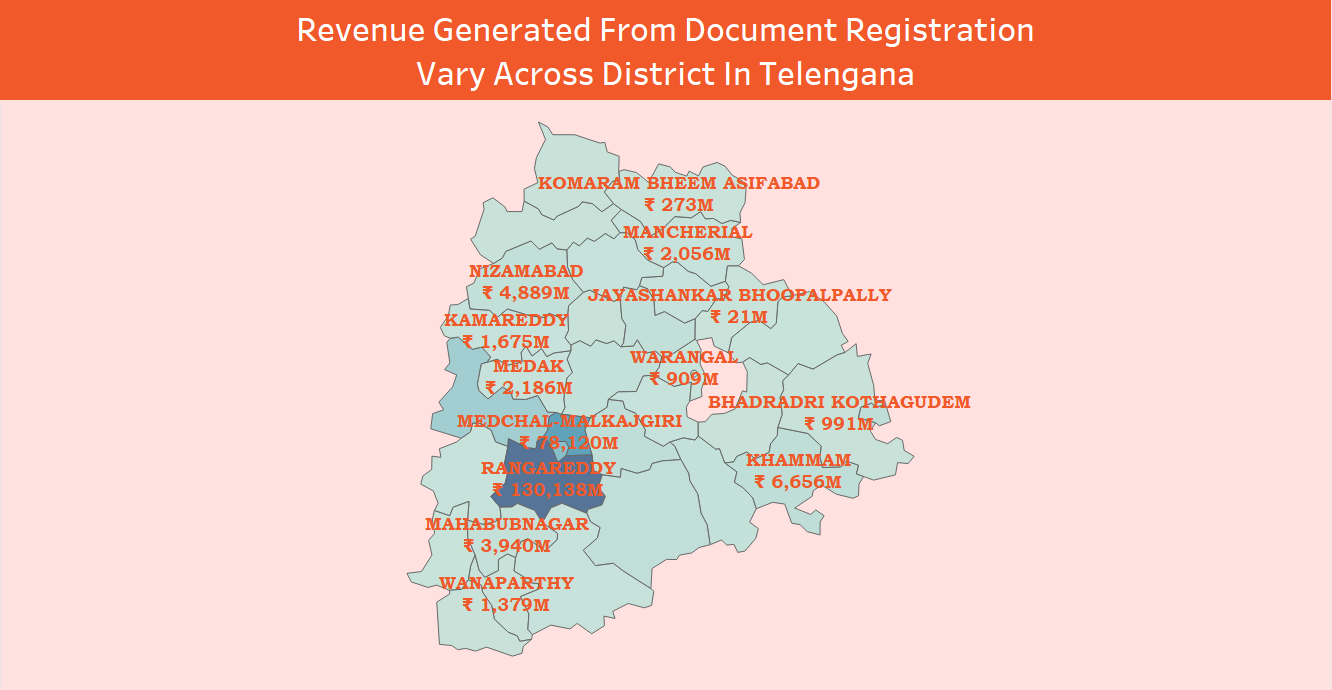 Revenue Generated From Document Registration
Vary Across District In Telengana
KOMARAM BHEEM ASIFABAD
₹ 273M
MANCHERIAL
₹ 2,056M
NIZAMABAD
₹ 4,889M
JAYASHANKAR BHOOPALPALLY
₹ 21M
KAMAREDDY
₹ 1,675M
WARANGAL
₹ 909M
MEDAK
₹ 2,186M
BHADRADRI KOTHAGUDEM
₹ 991M
MEDCHAL-MALKAJGIRI
₹ 78,120M
KHAMMAM
₹ 6,656M
RANGAREDDY
₹ 130,138M
MAHABUBNAGAR
₹ 3,940M
WANAPARTHY
₹ 1,379M